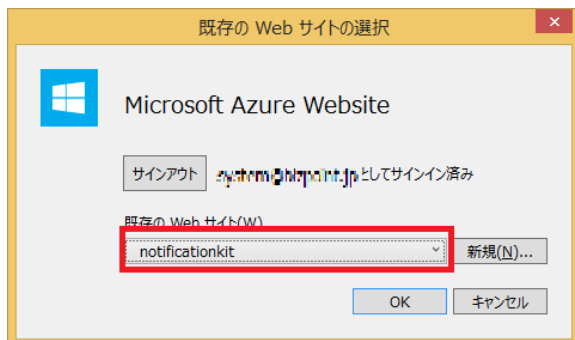 既存の Web サイトの選択
Microsoft Azure Website
サインアウト としてサインイン済み
既存の Web サイト(W)
notificationkit 新規(N)...
OK キャンセル